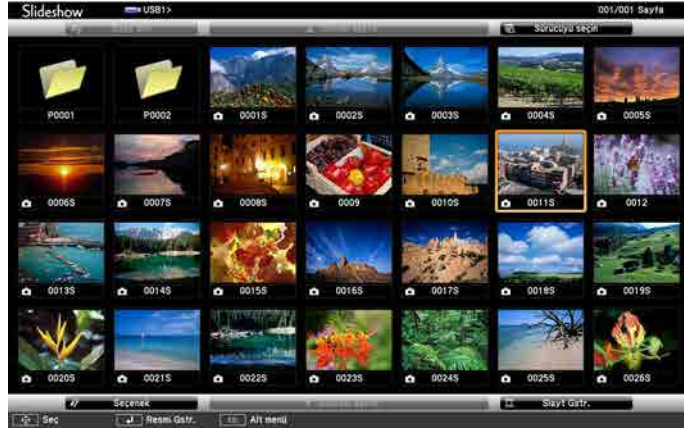 Slideshow USB1> 001/001 Sayfa
Sürücüyü seçin
P0001 P0002 0001S 0002S 0003S 0004S 0005S
0006S 0007S 0008S 0009 0010S 0011S 0012
0013S 0014S 0015S 0016S 0017S 0018S 0019S
0020S 0021S 0022S 0023S 0024S 0025S 0026S
Seçenek Slayt Gstr.
Seç Resmi Gstr. Alt menü